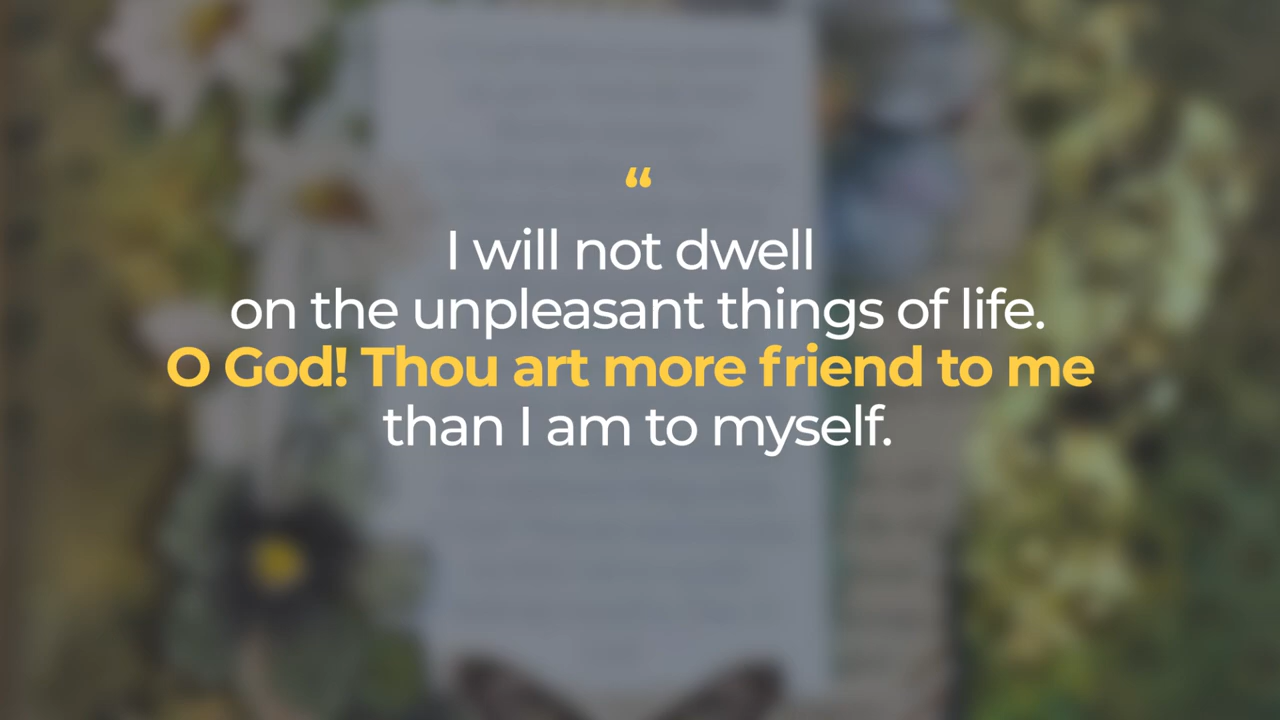 “
I will not dwell
on the unpleasant things of life.
O God! Thou art more friend to me
than I am to myself.